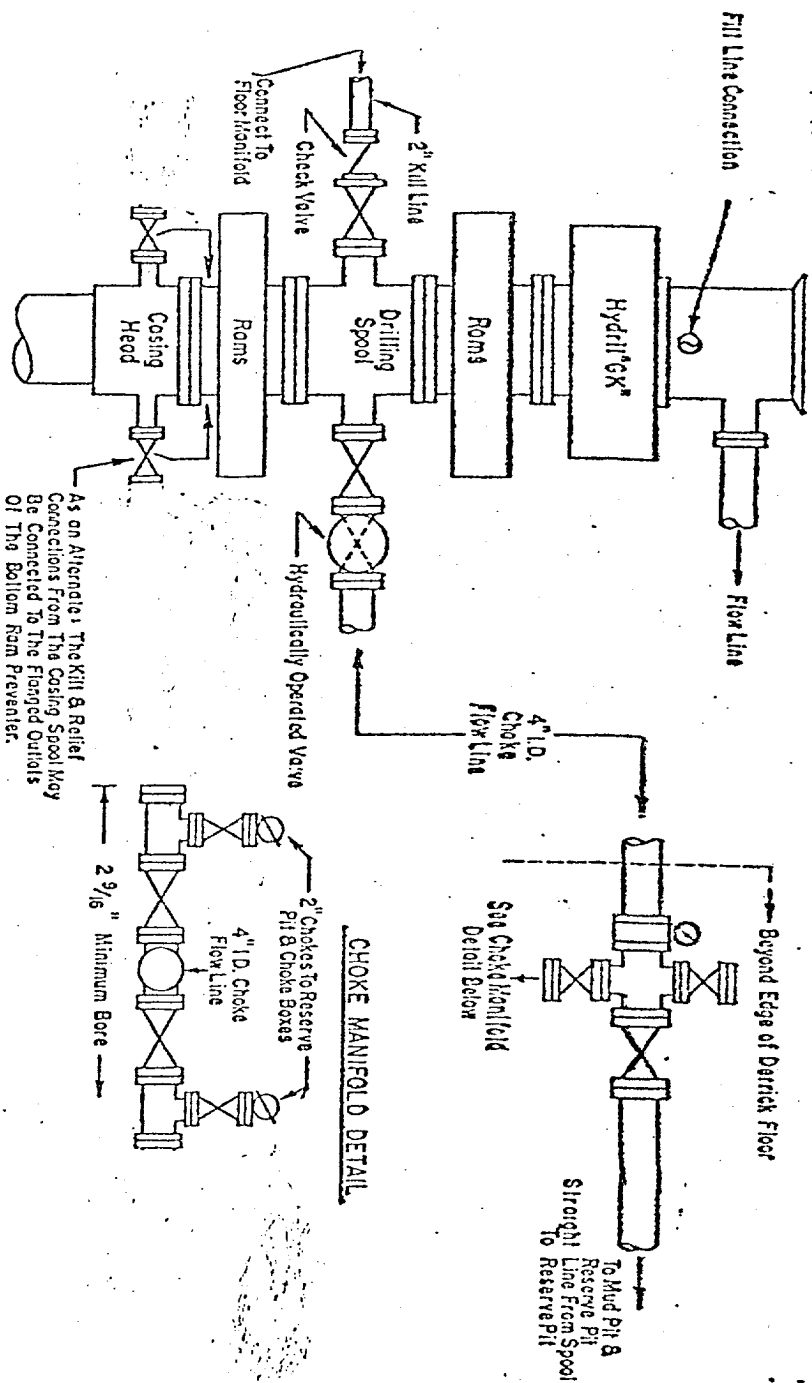 Fill Line Connection
Flow Line
Hydril "GK"
Rams
Drilling
Spool
Rams
Casing
Head
2" Kill Line
Check Valve
Connect To
Floor Manifold
Hydraulically Operated Valve
As an Alternate: The Kill & Relief
Connections From The Casing Spool May
Be Connected To The Flanged Outlets
Of The Bottom Ram Preventer.
4" I.D.
Choke
Flow Line
Beyond Edge of Derrick Floor
See Choke Manifold
Detail Below
To Mud Pit &
Reserve Pit
Straight Line From Spool
To Reserve Pit
CHOKE MANIFOLD DETAIL
2" Chokes To Reserve
Pit & Choke Boxes
4" I.D. Choke
Flow Line
2 9/16" Minimum Bore